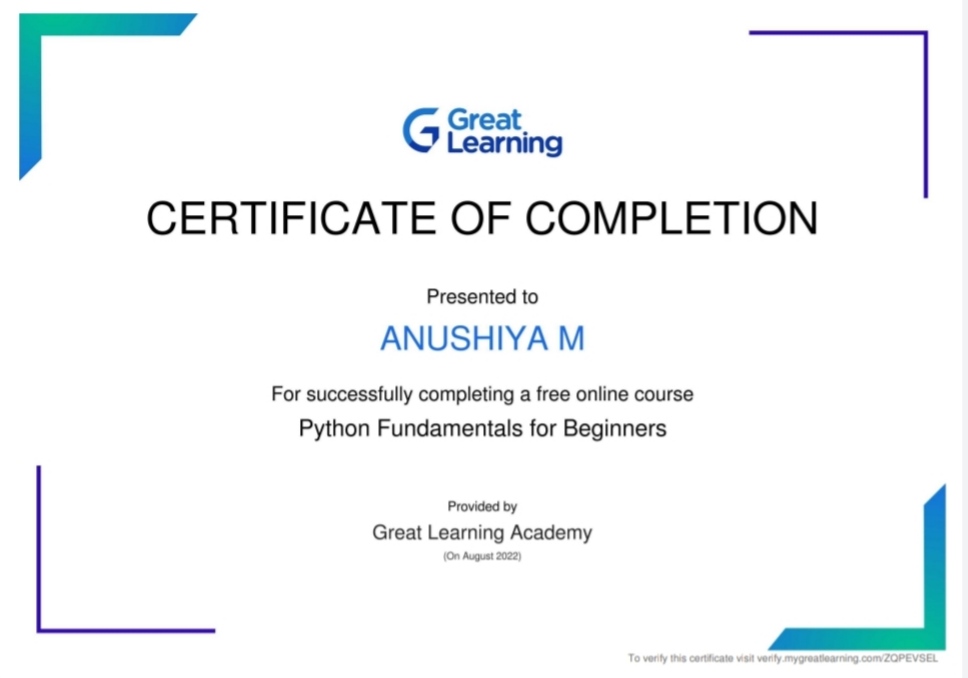 Great
Learning
CERTIFICATE OF COMPLETION
Presented to
ANUSHIYA M
For successfully completing a free online course
Python Fundamentals for Beginners
Provided by
Great Learning Academy
(On August 2022)
To verify this certificate visit verify.mygreatlearning.com/ZQPEVSEL